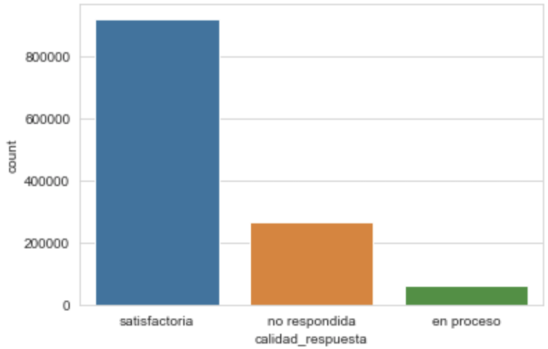 800000
600000
400000
200000
0
count
satisfactoria
no respondida
en proceso
calidad_respuesta